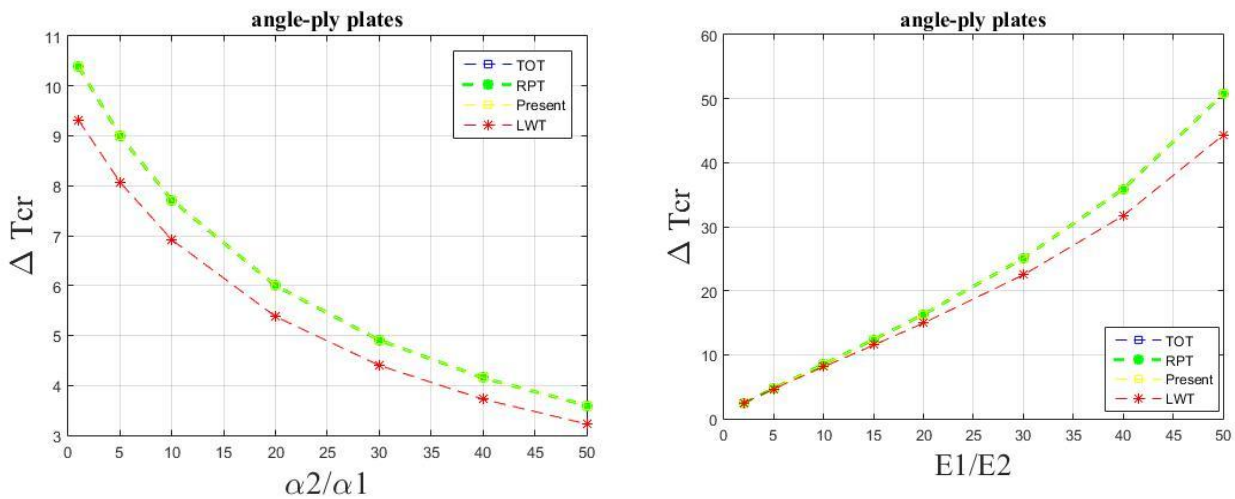 angle-ply plates
11
10
9
8
7
6
5
4
3
Δ Tcr
0 5 10 15 20 25 30 35 40 45 50
α2/α1
TOT
RPT
Present
LWT
angle-ply plates
60
50
40
30
20
10
0
Δ Tcr
0 5 10 15 20 25 30 35 40 45 50
E1/E2
TOT
RPT
Present
LWT